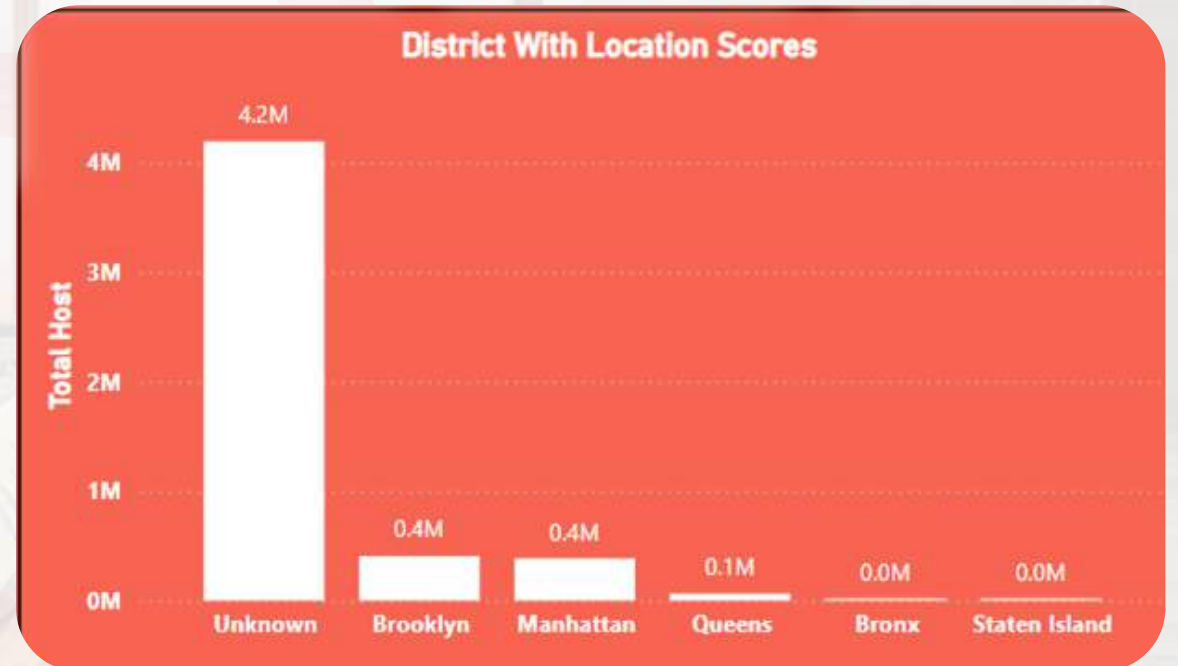 District With Location Scores
4.2M
4M
3M
Total Host
2M
1M
0.4M
0.4M
0.1M
0.0M
0.0M
0M
Unknown
Brooklyn
Manhattan
Queens
Bronx
Staten Island